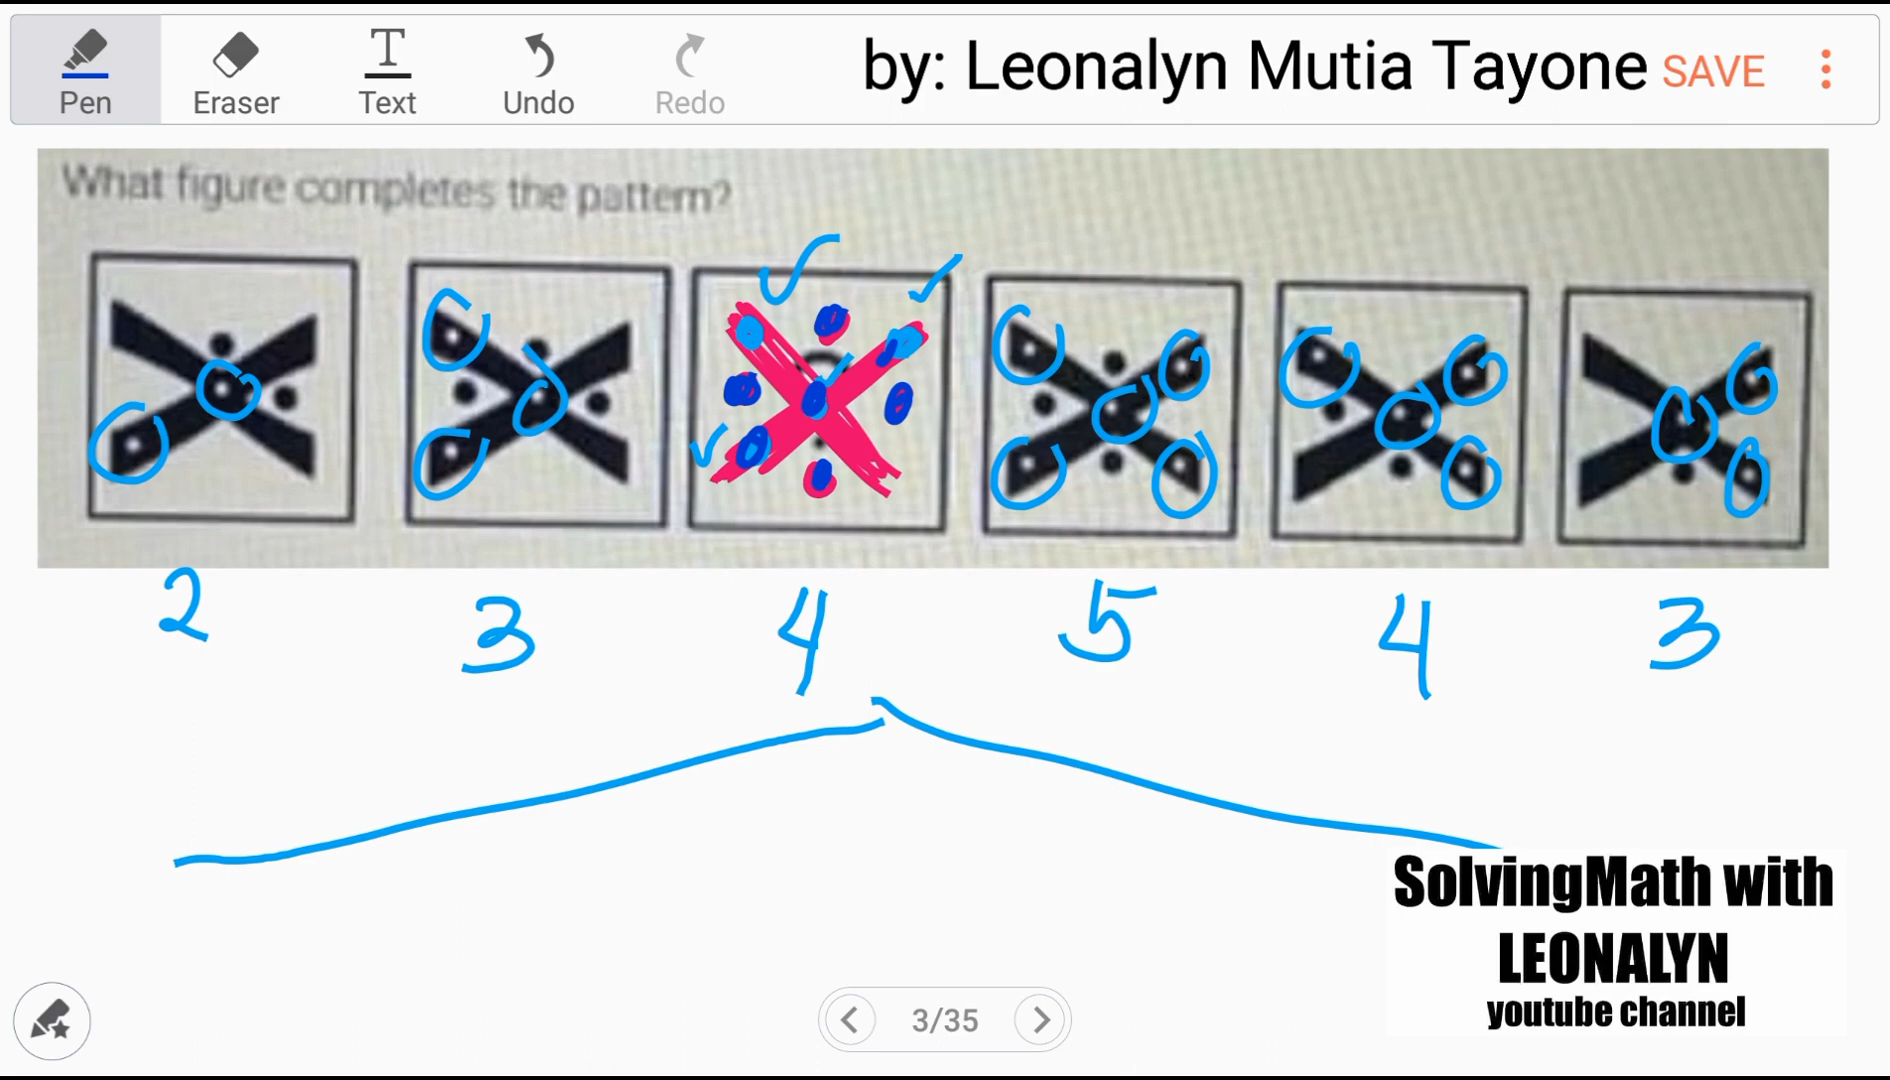 Pen
Eraser
Text
Undo
Redo
by: Leonalyn Mutia Tayone
SAVE
What figure completes the pattern?
2 3 4 5 4 3
SolvingMath with
LEONALYN
youtube channel
3/35